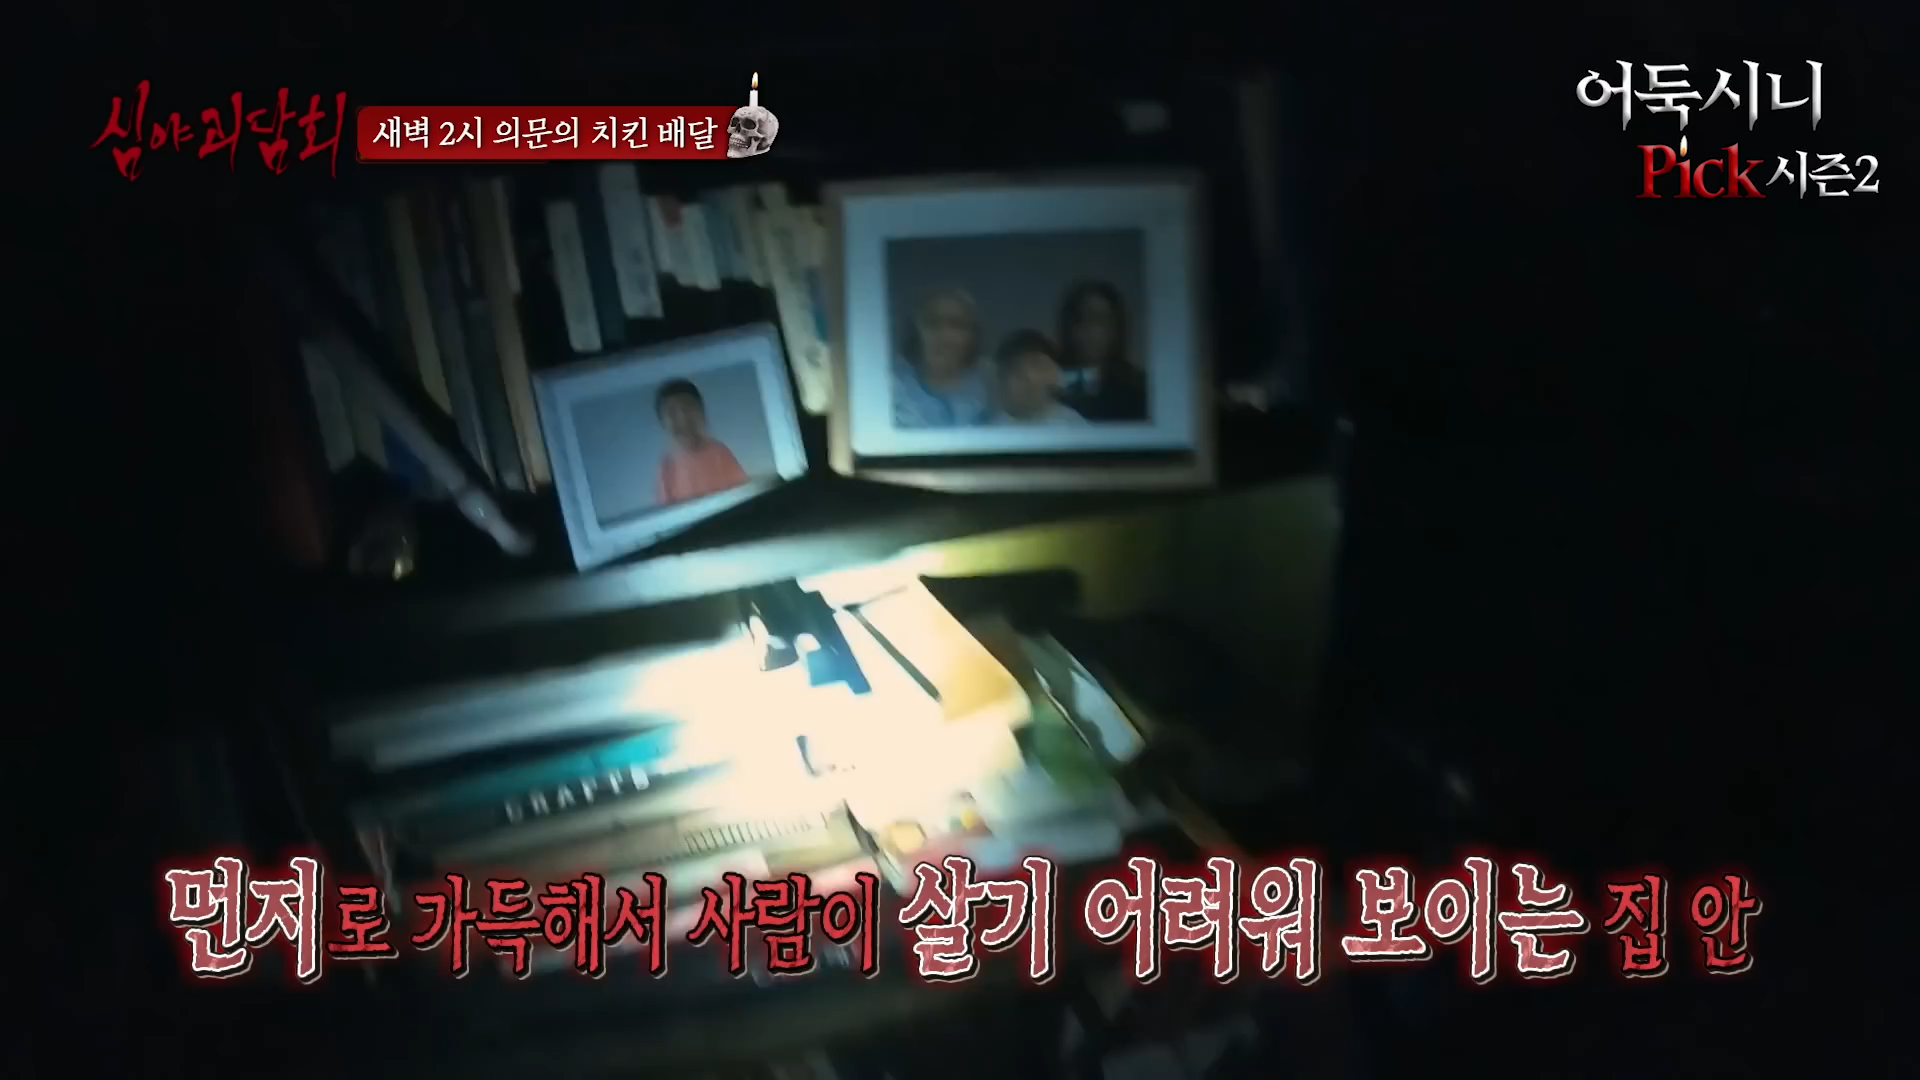 심야괴담회
새벽 2시 의문의 치킨 배달
어둑시니
Pick 시즌2
먼지로 가득해서 사람이 살기 어려워 보이는 집 안